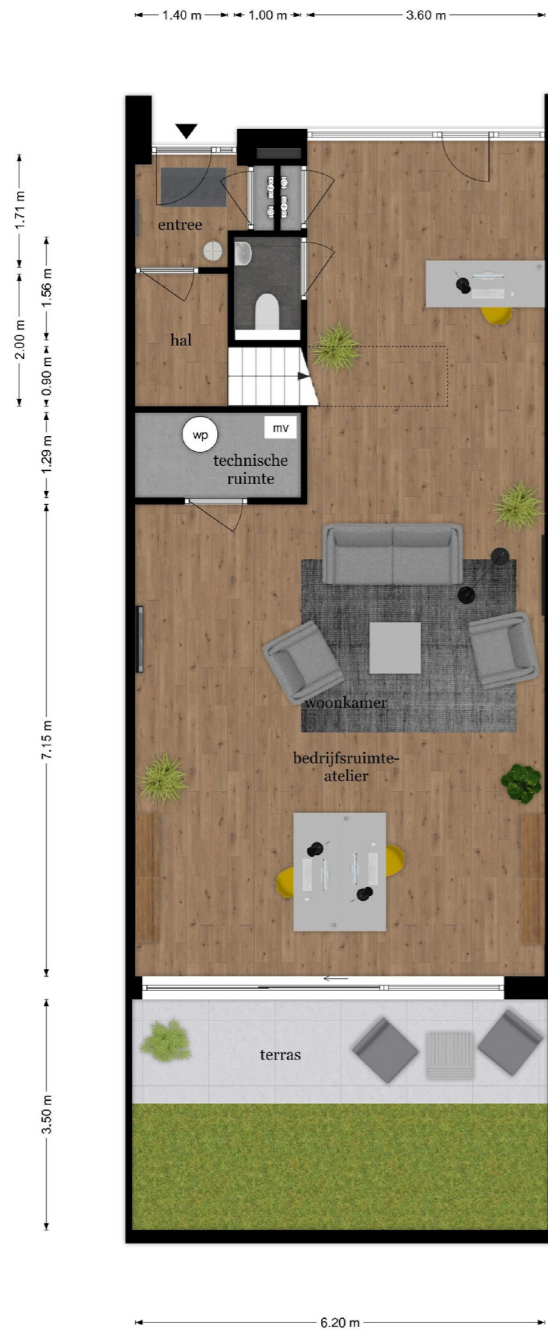 1.40 m
1.00 m
3.60 m
1.71 m
1.56 m
2.00 m
0.90 m
1.29 m
7.15 m
3.50 m
entree
hal
wp
mv
technische
ruimte
woonkamer
bedrijfsruimte-
atelier
terras
6.20 m